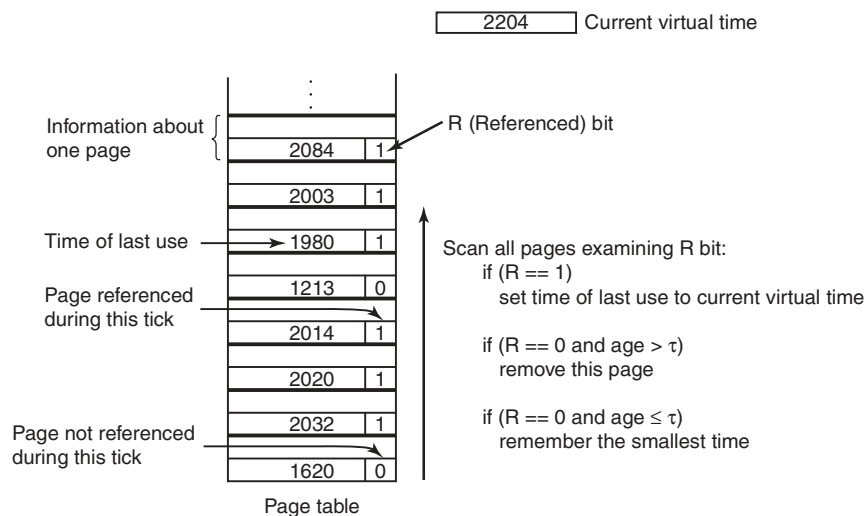 2204 Current virtual time
Information about
one page
R (Referenced) bit
2084 1
2003 1
Time of last use
1980 1
1213 0
Page referenced
during this tick
2014 1
2020 1
2032 1
Page not referenced
during this tick
1620 0
Page table
Scan all pages examining R bit:
if (R == 1)
set time of last use to current virtual time
if (R == 0 and age > τ)
remove this page
if (R == 0 and age ≤ τ)
remember the smallest time